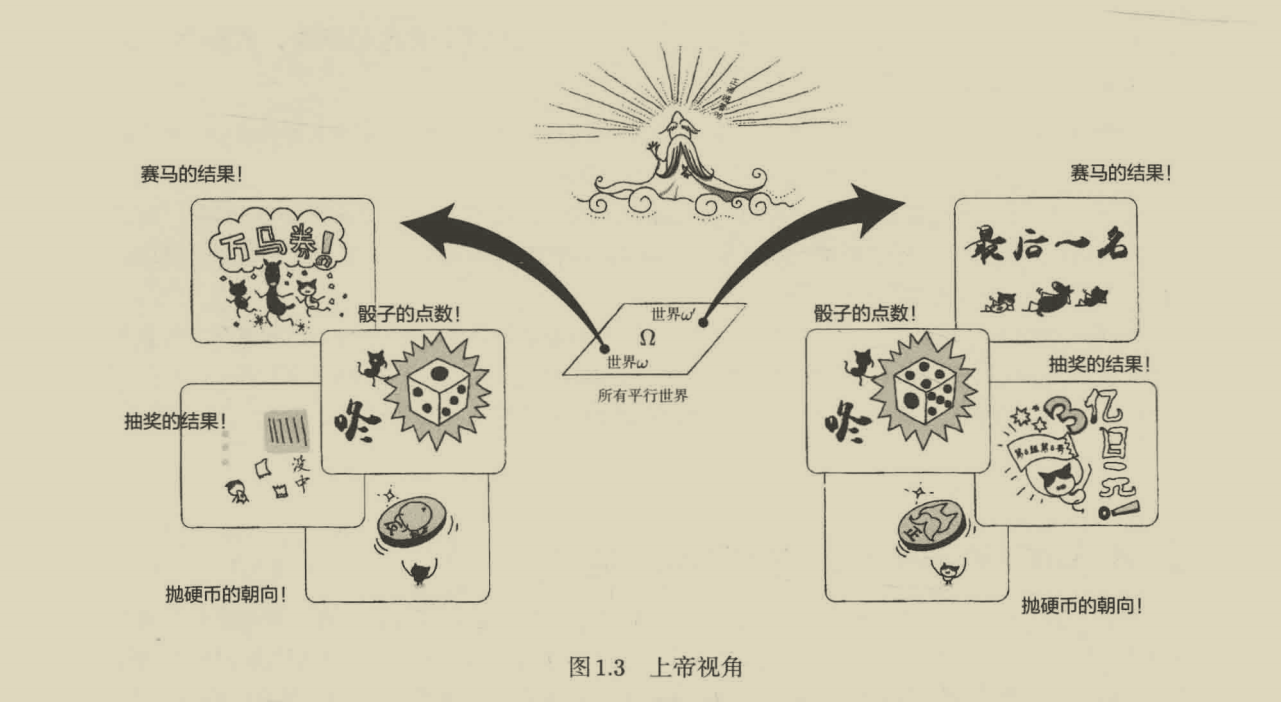 赛马的结果！
万马券！
骰子的点数！
咚
抽奖的结果！
没中
抛硬币的朝向！
世界ω′
Ω
世界ω
所有平行世界
赛马的结果！
最后一名
骰子的点数！
咚
抽奖的结果！
3亿日元！
正
抛硬币的朝向！
图1.3 上帝视角